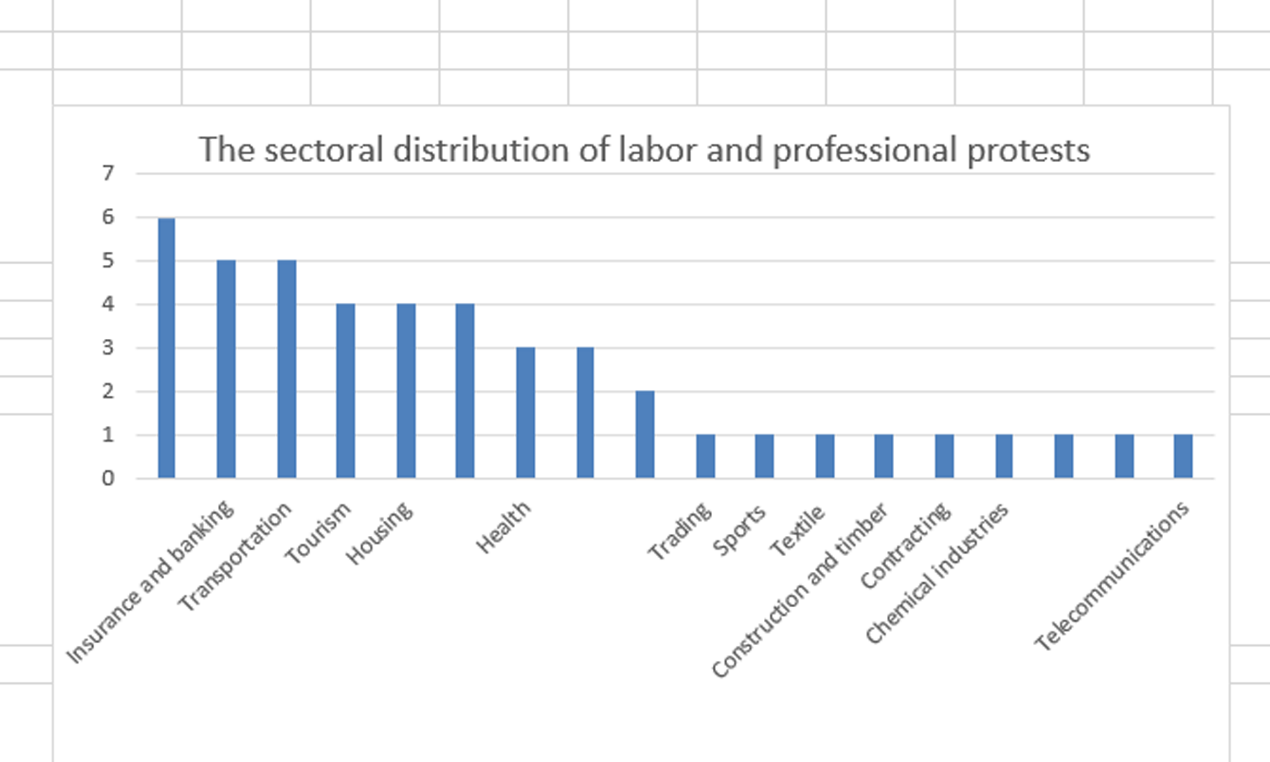 The sectoral distribution of labor and professional protests
7
6
5
4
3
2
1
0
Insurance and banking
Transportation
Tourism
Housing
Health
Trading
Sports
Textile
Construction and timber
Contracting
Chemical industries
Telecommunications